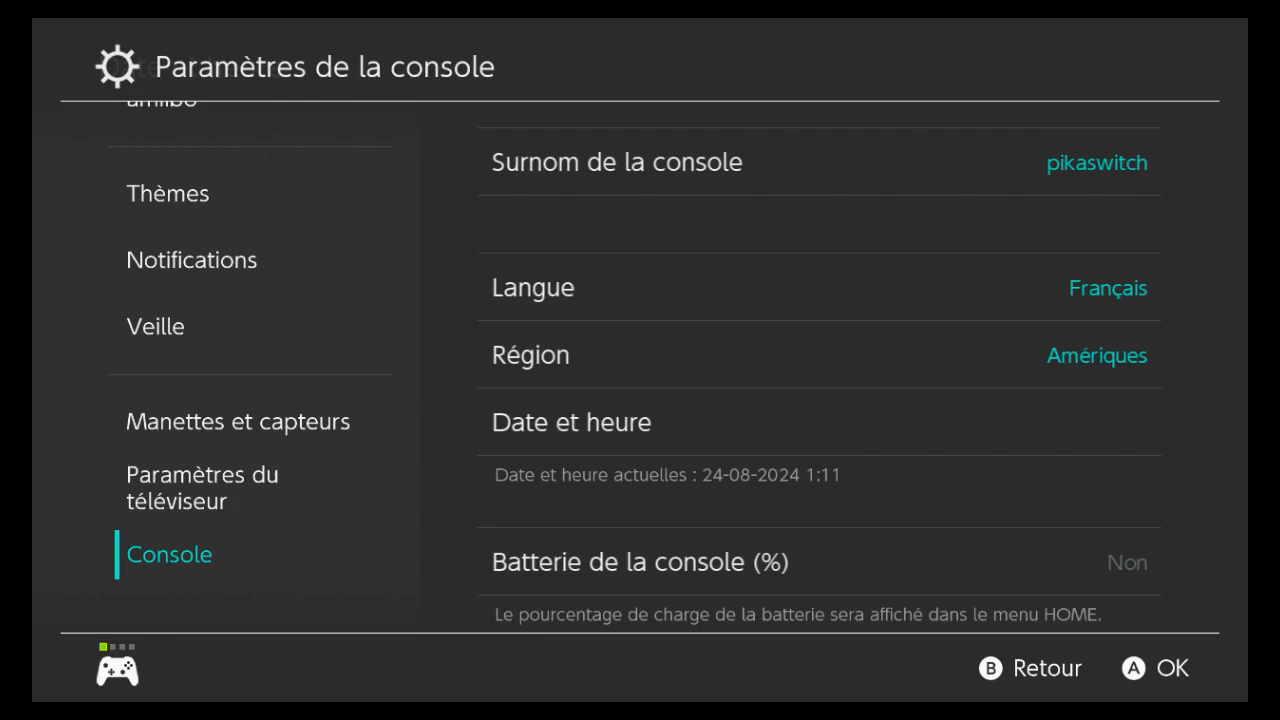 Paramètres de la console
amiibo
Thèmes
Notifications
Veille
Manettes et capteurs
Paramètres du
téléviseur
Console
Surnom de la console pikaswitch
Langue Français
Région Amériques
Date et heure
Date et heure actuelles : 24-08-2024 1:11
Batterie de la console (%) Non
Le pourcentage de charge de la batterie sera affiché dans le menu HOME.
B Retour A OK